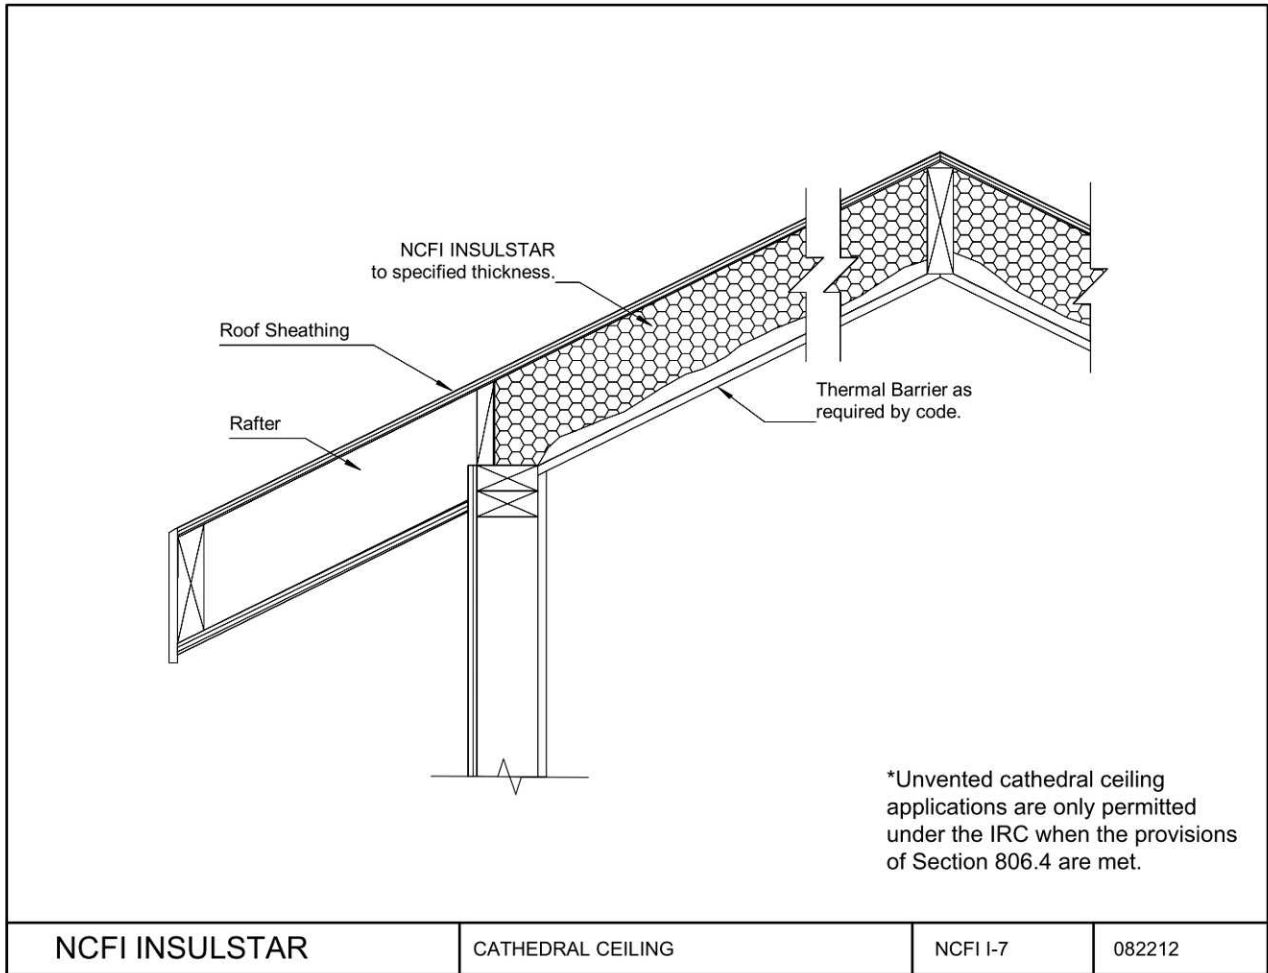 NCFI INSULSTAR
to specified thickness.
Roof Sheathing
Rafter
Thermal Barrier as
required by code.
*Unvented cathedral ceiling
applications are only permitted
under the IRC when the provisions
of Section 806.4 are met.
NCFI INSULSTAR
CATHEDRAL CEILING
NCFI I-7
082212